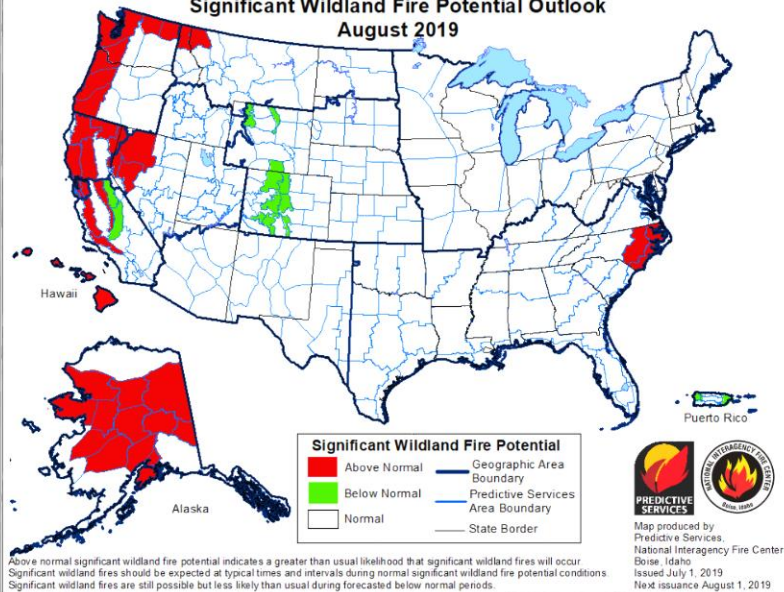 Significant Wildland Fire Potential Outlook
August 2019
Hawaii
Alaska
Puerto Rico
Significant Wildland Fire Potential
Above Normal
Below Normal
Normal
Geographic Area
Boundary
Predictive Services
Area Boundary
State Border
PREDICTIVE
SERVICES
NATIONAL INTERAGENCY FIRE CENTER
Boise, Idaho
Map produced by
Predictive Services,
National Interagency Fire Center
Boise, Idaho
Issued July 1, 2019
Next issuance August 1, 2019
Above normal significant wildland fire potential indicates a greater than usual likelihood that significant wildland fires will occur
Significant wildland fires should be expected at typical times and intervals during normal significant wildland fire potential conditions.
Significant wildland fires are still possible but less likely than usual during forecasted below normal periods.